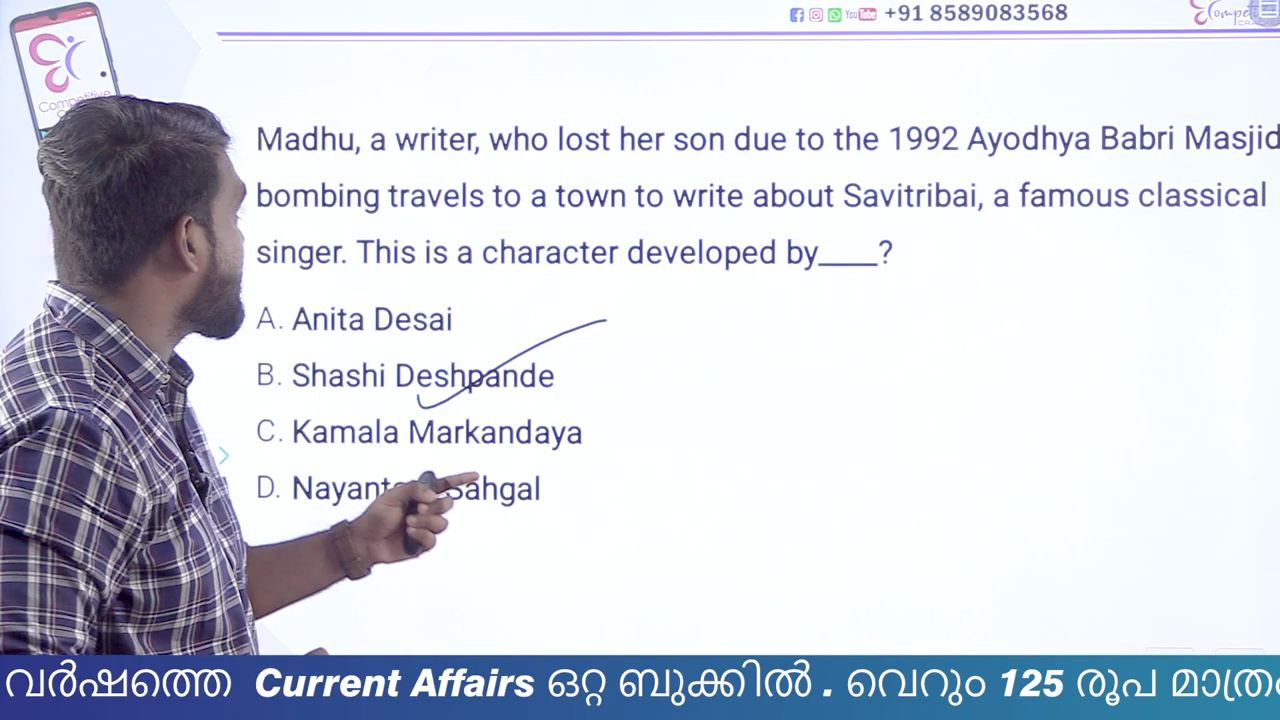 +91 8589083568
Competitive
Madhu, a writer, who lost her son due to the 1992 Ayodhya Babri Masjid
bombing travels to a town to write about Savitribai, a famous classical
singer. This is a character developed by____?
A. Anita Desai
B. Shashi Deshpande
C. Kamala Markandaya
D. Sahgal
വർഷത്തെ Current Affairs ഒറ്റ ബുക്കിൽ . വെറും 125 രൂപ